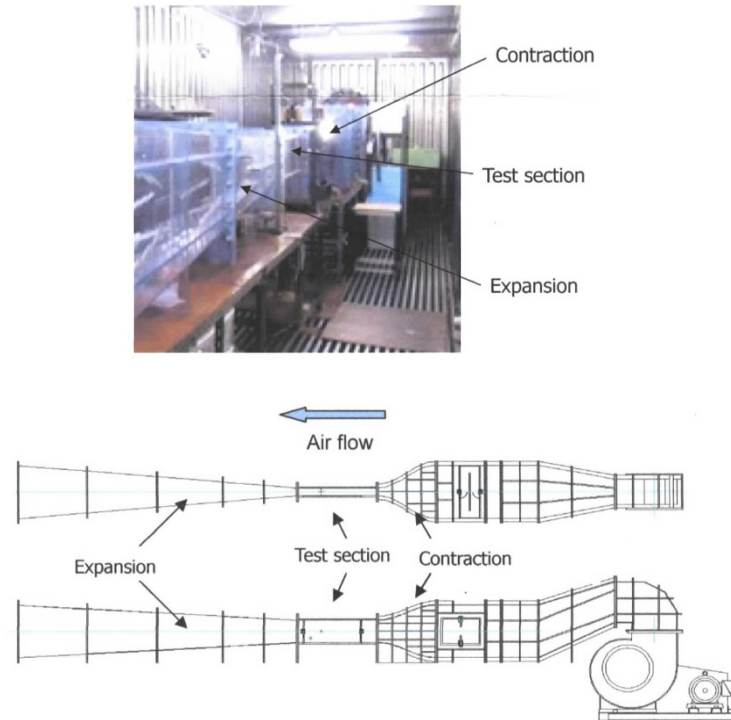 Contraction
Test section
Expansion
Air flow
Expansion
Test section
Contraction